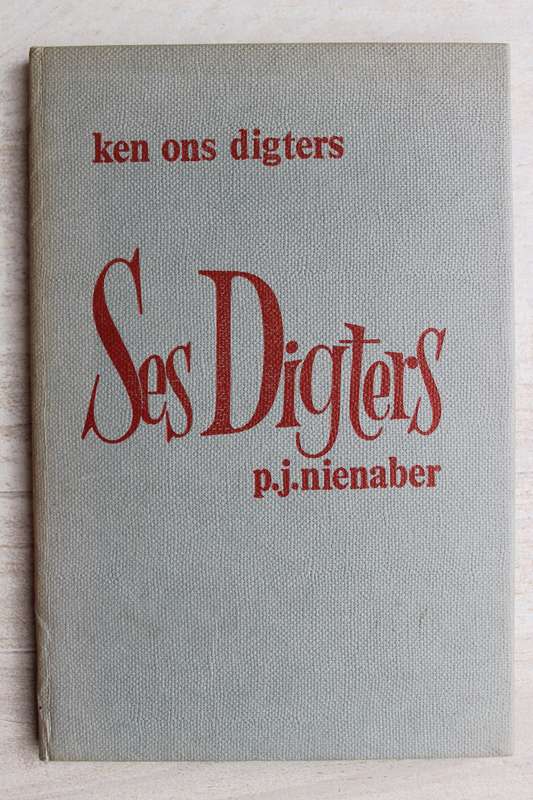 ken ons digters
Ses Digters
p.j.nienaber